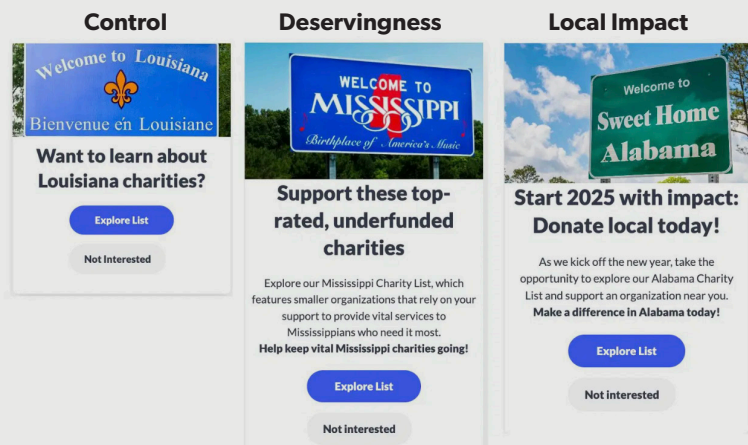 Control
Welcome to Louisiana
Bienvenue en Louisiane
Want to learn about
Louisiana charities?
Explore List
Not Interested
Deservingness
WELCOME TO
MISSISSIPPI
Birthplace of America's Music
Support these top-
rated, underfunded
charities
Explore our Mississippi Charity List, which
features smaller organizations that rely on your
support to provide vital services to
Mississippians who need it most.
Help keep vital Mississippi charities going!
Explore List
Not interested
Local Impact
Welcome to
Sweet Home
Alabama
Start 2025 with impact:
Donate local today!
As we kick off the new year, take the
opportunity to explore our Alabama Charity
List and support an organization near you.
Make a difference in Alabama today!
Explore List
Not interested